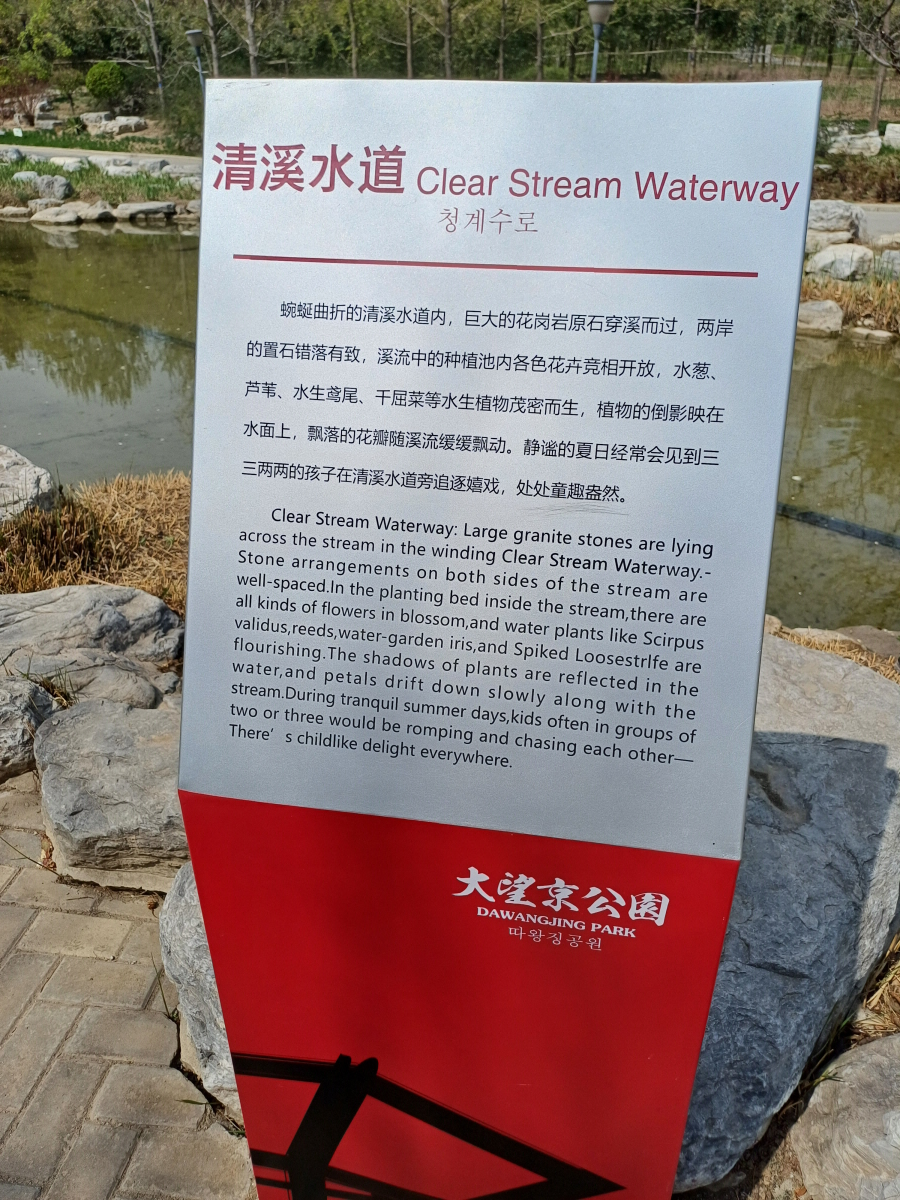 清溪水道 Clear Stream Waterway
청계수로
蜿蜒曲折的清溪水道内，巨大的花岗岩原石穿溪而过，两岸
的置石错落有致，溪流中的种植池内各色花卉竞相开放，水葱、
芦苇、水生鸢尾、千屈菜等水生植物茂密而生，植物的倒影映在
水面上，飘落的花瓣随溪流缓缓飘动。静谧的夏日经常会见到三
三两两的孩子在清溪水道旁追逐嬉戏，处处童趣盎然。
Clear Stream Waterway: Large granite stones are lying
across the stream in the winding Clear Stream Waterway.-
Stone arrangements on both sides of the stream are
well-spaced.In the planting bed inside the stream,there are
all kinds of flowers in blossom,and water plants like Scirpus
validus,reeds,water-garden iris,and Spiked Loosestrlfe are
flourishing.The shadows of plants are reflected in the
water,and petals drift down slowly along with the
stream.During tranquil summer days,kids often in groups of
two or three would be romping and chasing each other—
There’s childlike delight everywhere.
大望京公園
DAWANGJING PARK
따왕징공원